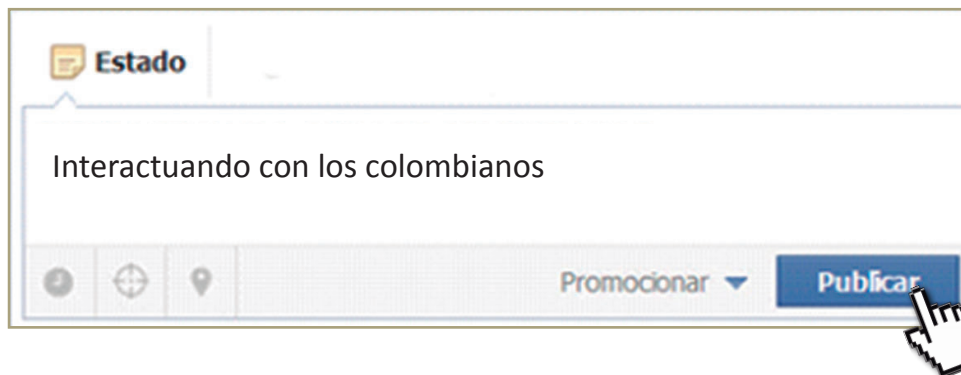 Estado
Interactuando con los colombianos
Promocionar
Publicar